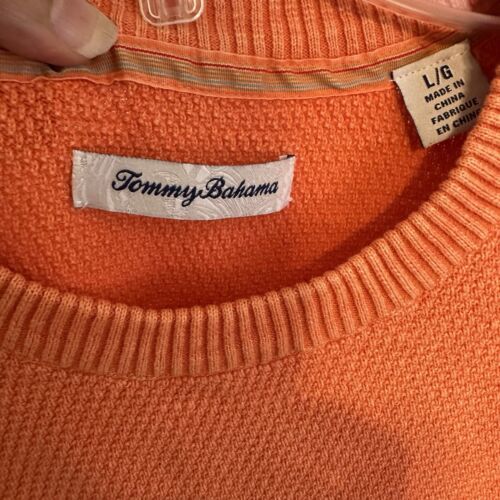 Tommy Bahama
L/G
MADE IN
CHINA
FABRIQUE
EN CHINE